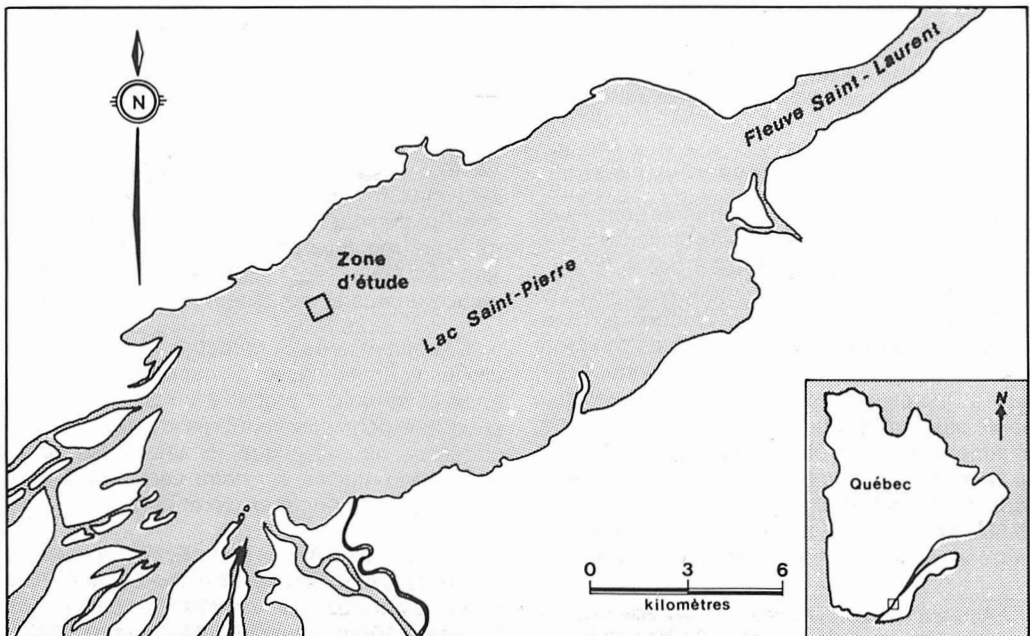 N
Fleuve Saint-Laurent
Zone
d'étude
Lac Saint-Pierre
N
Québec
0 3 6
kilomètres